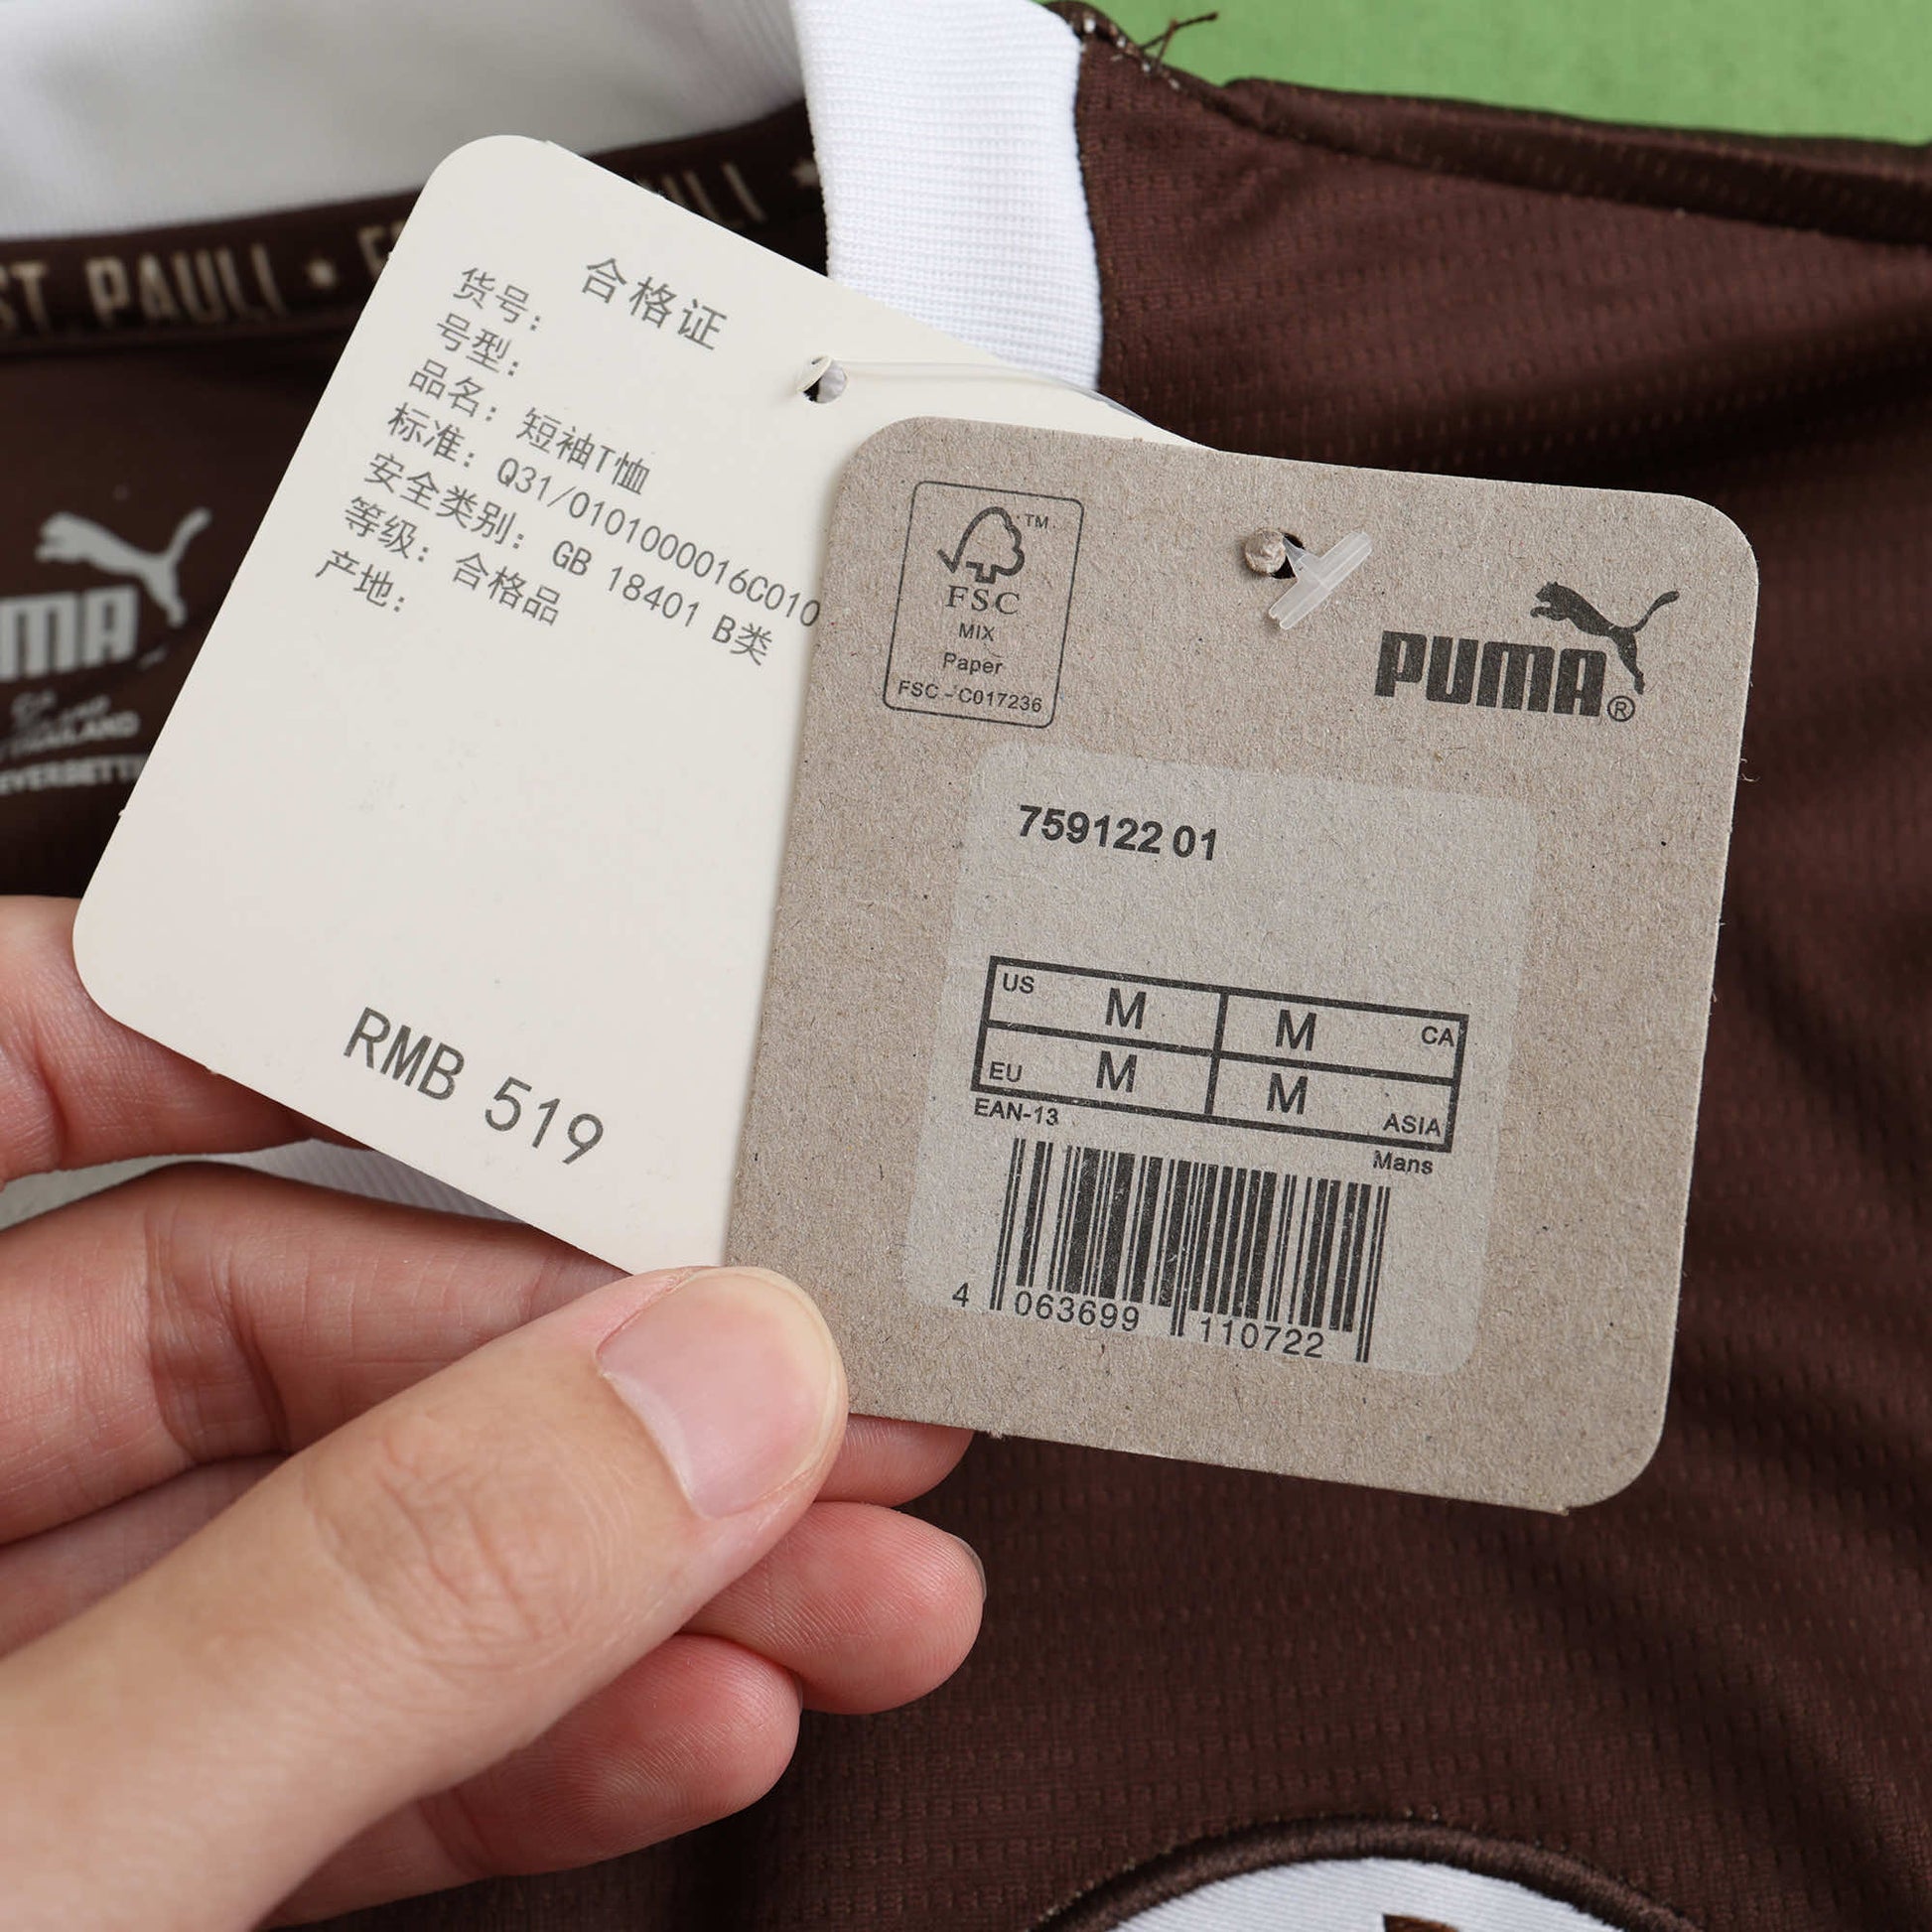 ST. PAULI •
合格证
货号：
号型：
品名：短袖T恤
标准：Q31/0101000016C010
安全类别：GB 18401 B类
等级：合格品
产地：
RMB 519
TM
FSC
MIX
Paper
FSC - C017236
PUMA®
759122 01
US M M CA
EU M M ASIA
EAN-13
Mans
4 063699 110722